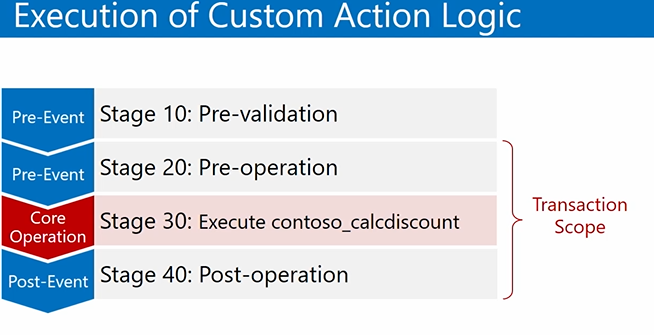 Execution of Custom Action Logic
Pre-Event
Stage 10: Pre-validation
Pre-Event
Stage 20: Pre-operation
Core
Operation
Stage 30: Execute contoso_calcdiscount
Post-Event
Stage 40: Post-operation
Transaction
Scope